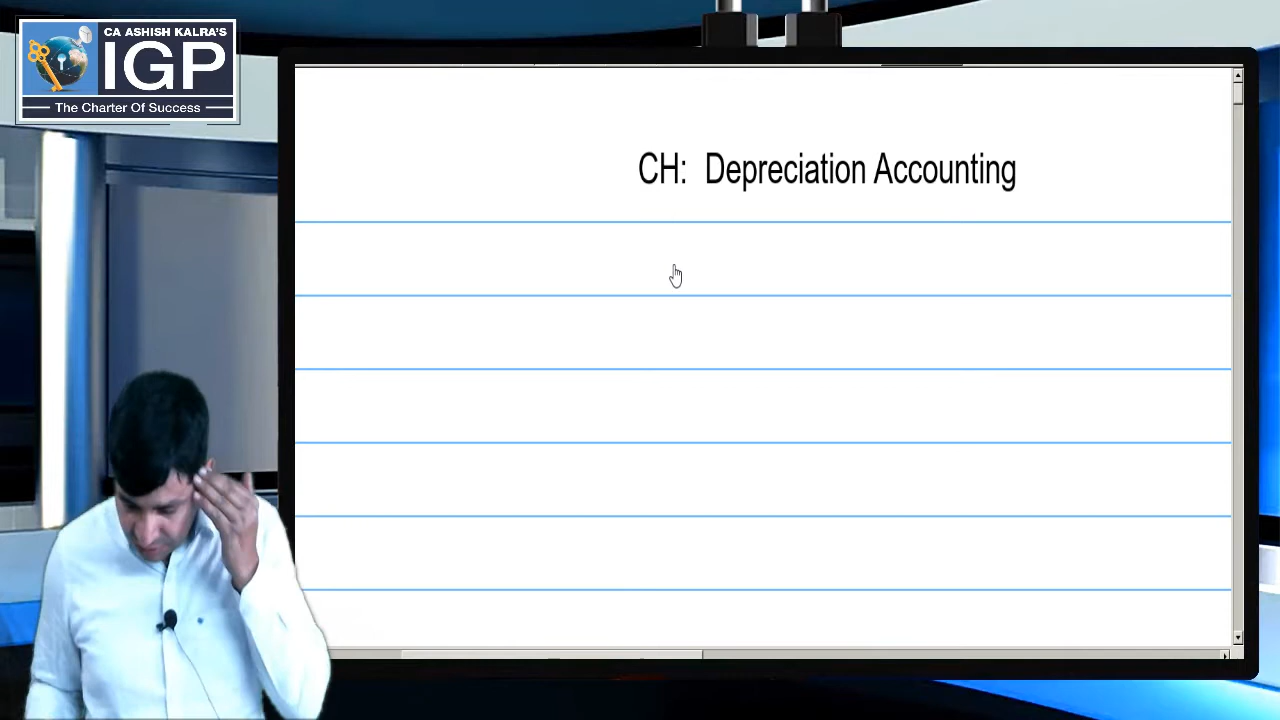 CA ASHISH KALRA'S
IGP
The Charter Of Success
CH: Depreciation Accounting